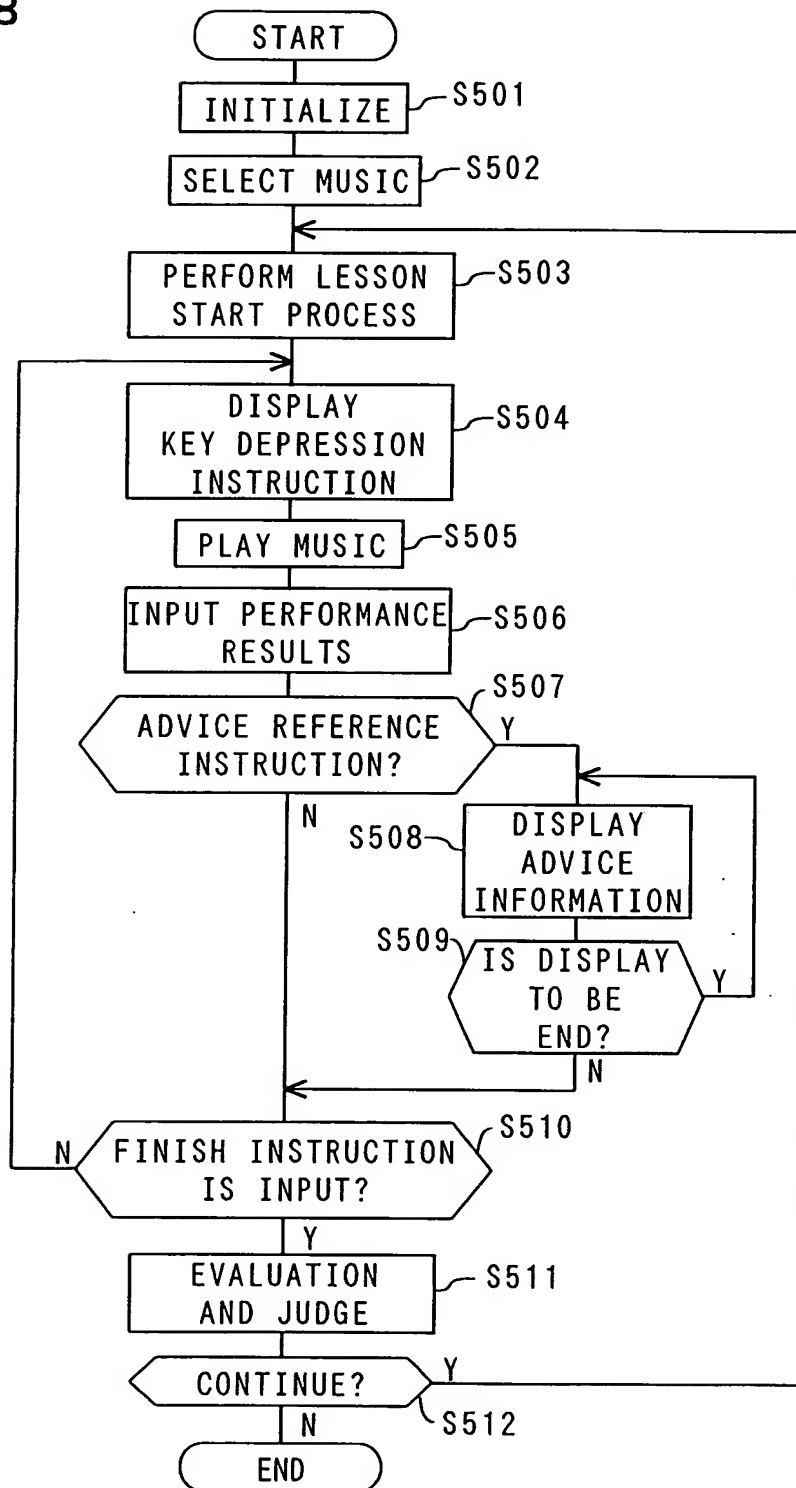 START
INITIALIZE
S501
SELECT MUSIC
S502
PERFORM LESSON
START PROCESS
S503
DISPLAY
KEY DEPRESSION
INSTRUCTION
S504
PLAY MUSIC
S505
INPUT PERFORMANCE
RESULTS
S506
ADVICE REFERENCE
INSTRUCTION?
S507
Y
N
DISPLAY
ADVICE
INFORMATION
S508
IS DISPLAY
TO BE
END?
S509
Y
N
FINISH INSTRUCTION
IS INPUT?
S510
N
Y
EVALUATION
AND JUDGE
S511
CONTINUE?
Y
S512
N
END